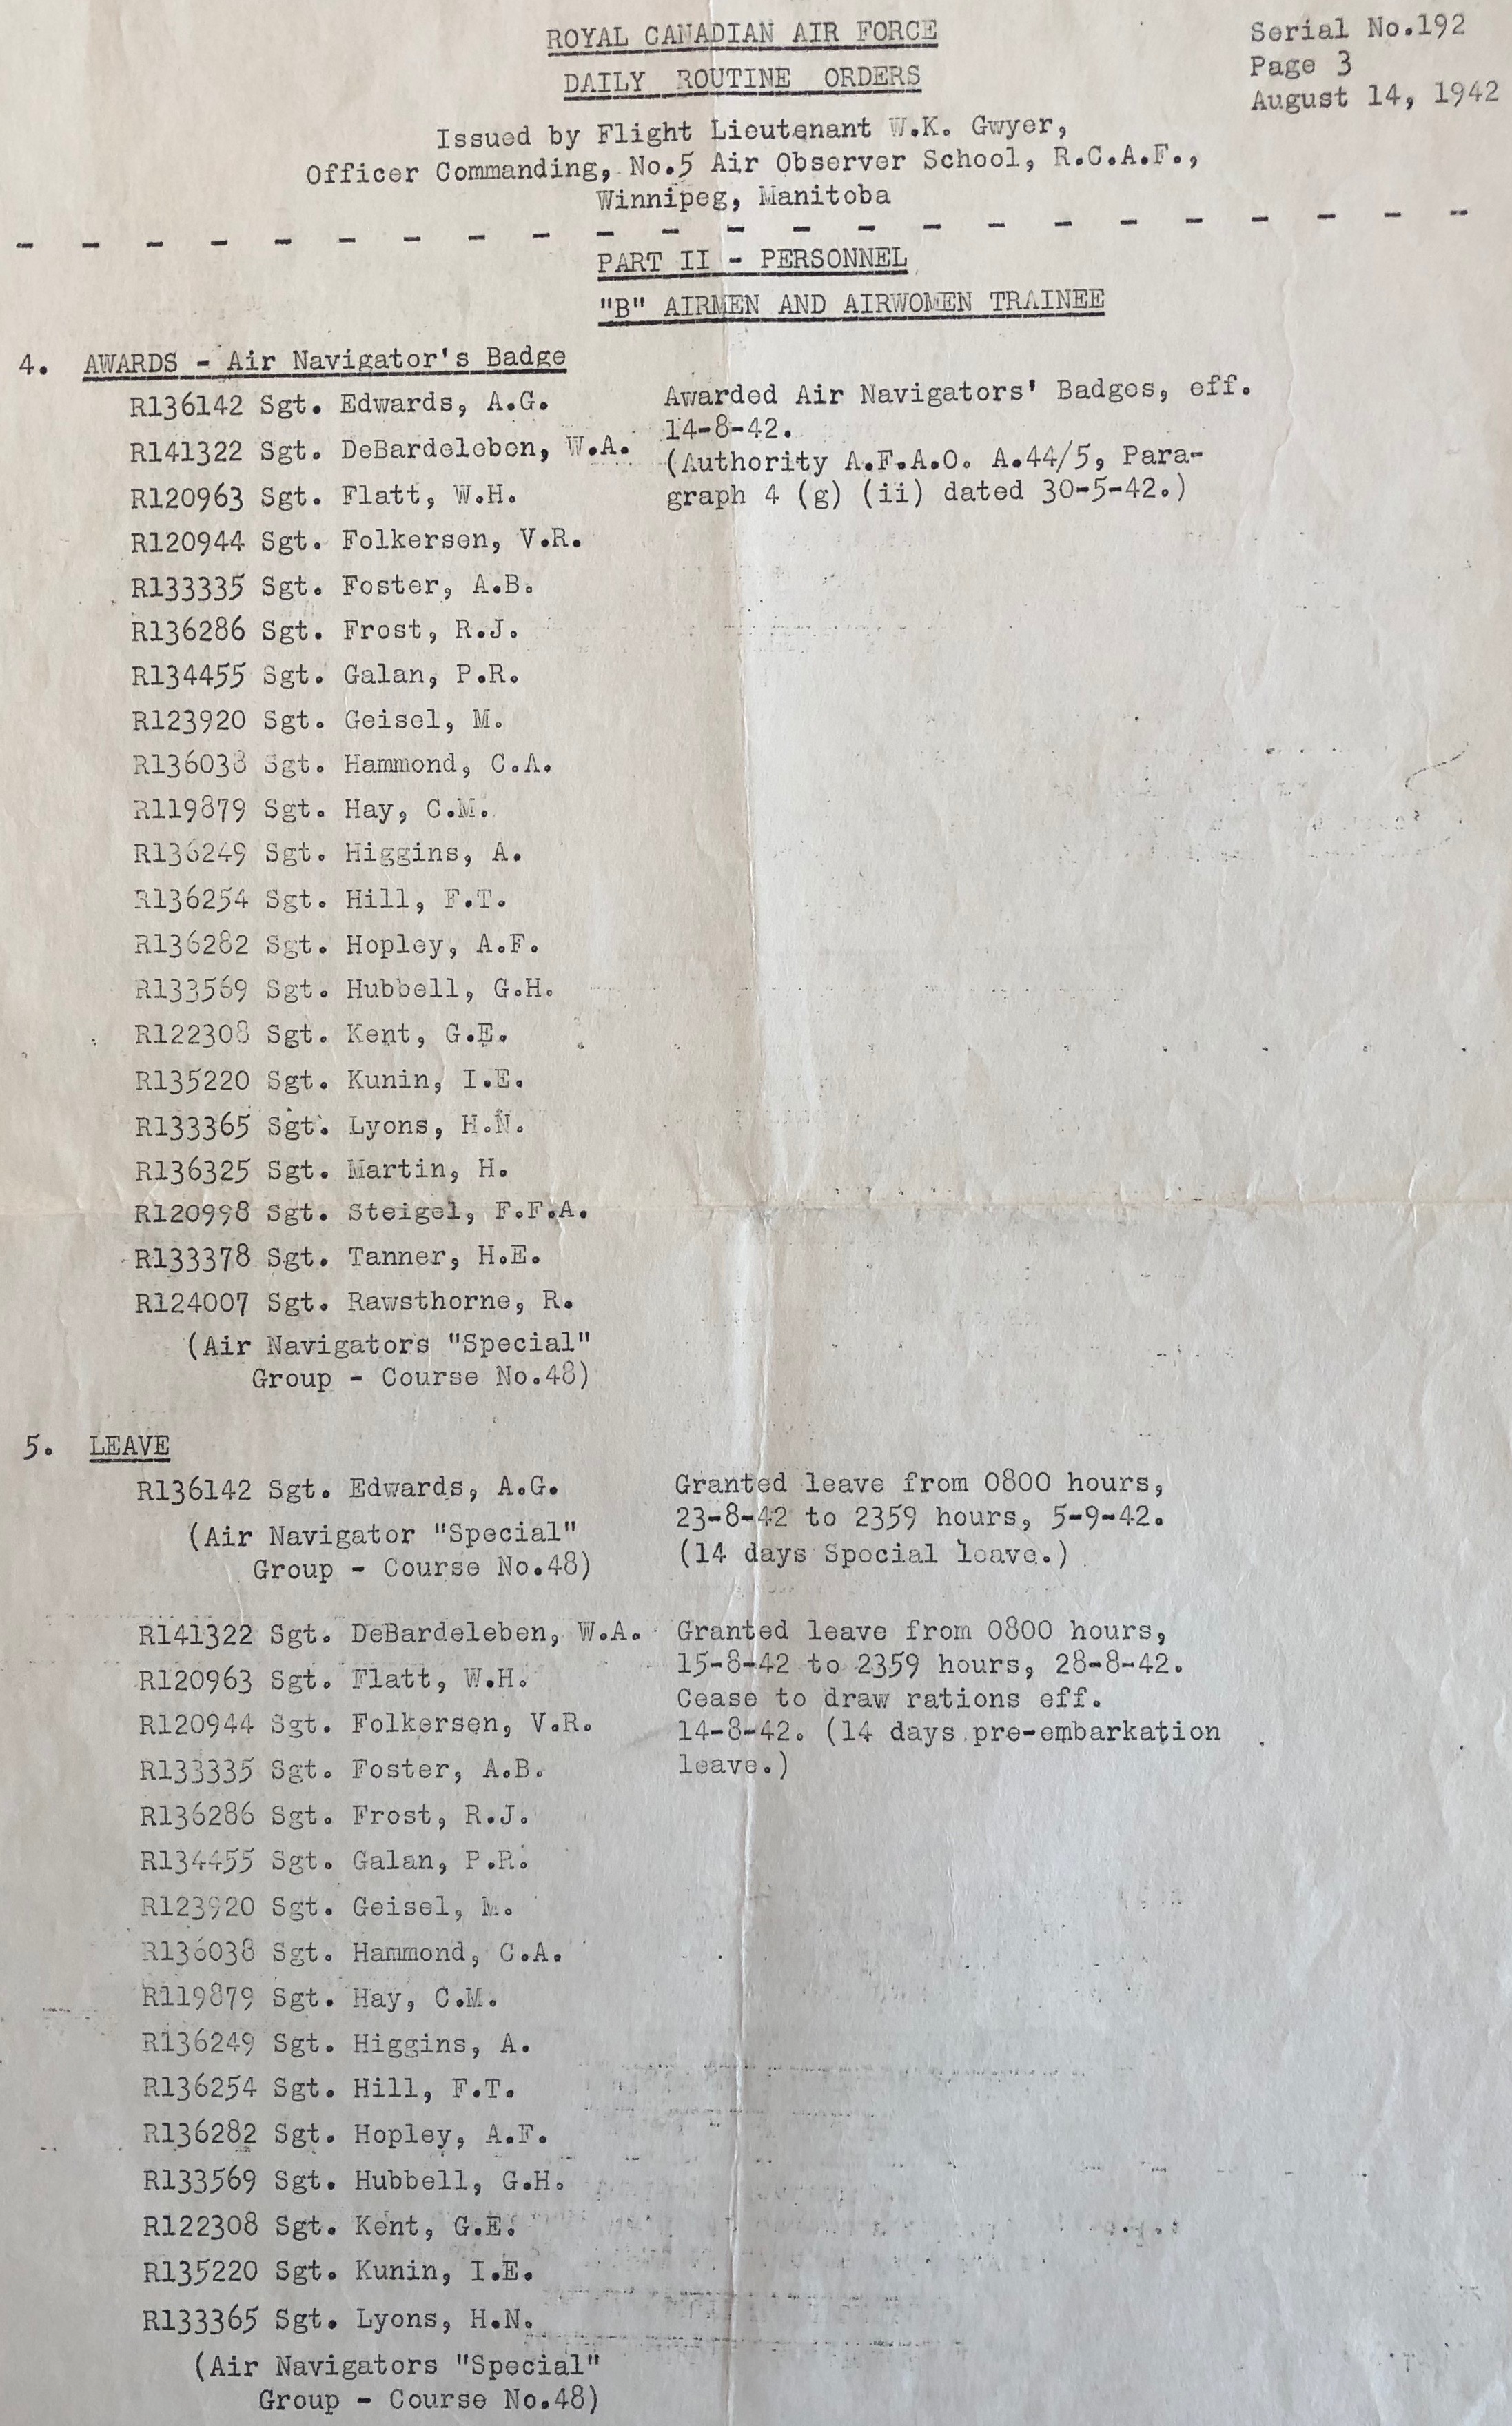 ROYAL CANADIAN AIR FORCE
DAILY ROUTINE ORDERS
Serial No.192
Page 3
August 14, 1942
Issued by Flight Lieutenant W.K. Gwyer,
Officer Commanding, No.5 Air Observer School, R.C.A.F.,
Winnipeg, Manitoba
- - - - - - - - - - - - - - - - - - - - - - -
PART II - PERSONNEL
"B" AIRMEN AND AIRWOMEN TRAINEE
4. AWARDS - Air Navigator's Badge
R136142 Sgt. Edwards, A.G.
R141322 Sgt. DeBardeleben, W.A.
R120963 Sgt. Flatt, W.H.
R120944 Sgt. Folkersen, V.R.
R133335 Sgt. Foster, A.B.
R136286 Sgt. Frost, R.J.
R134455 Sgt. Galan, P.R.
R123920 Sgt. Geisel, M.
R136038 Sgt. Hammond, C.A.
R119879 Sgt. Hay, C.M.
R136249 Sgt. Higgins, A.
R136254 Sgt. Hill, F.T.
R136282 Sgt. Hopley, A.F.
R133569 Sgt. Hubbell, G.H.
R122308 Sgt. Kent, G.E.
R135220 Sgt. Kunin, I.E.
R133365 Sgt. Lyons, H.N.
R136325 Sgt. Martin, H.
R120998 Sgt. Steigel, F.F.A.
R133378 Sgt. Tanner, H.E.
R124007 Sgt. Rawsthorne, R.
(Air Navigators "Special"
Group - Course No.48)
Awarded Air Navigators' Badges, eff.
14-8-42.
(Authority A.F.A.O. A.44/5, Para-
graph 4 (g) (ii) dated 30-5-42.)
5. LEAVE
R136142 Sgt. Edwards, A.G.
(Air Navigator "Special"
Group - Course No.48)
Granted leave from 0800 hours,
23-8-42 to 2359 hours, 5-9-42.
(14 days Special leave.)
R141322 Sgt. DeBardeleben, W.A.
R120963 Sgt. Flatt, W.H.
R120944 Sgt. Folkersen, V.R.
R133335 Sgt. Foster, A.B.
R136286 Sgt. Frost, R.J.
R134455 Sgt. Galan, P.R.
R123920 Sgt. Geisel, M.
R136038 Sgt. Hammond, C.A.
R119879 Sgt. Hay, C.M.
R136249 Sgt. Higgins, A.
R136254 Sgt. Hill, F.T.
R136282 Sgt. Hopley, A.F.
R133569 Sgt. Hubbell, G.H.
R122308 Sgt. Kent, G.E.
R135220 Sgt. Kunin, I.E.
R133365 Sgt. Lyons, H.N.
(Air Navigators "Special"
Group - Course No.48)
Granted leave from 0800 hours,
15-8-42 to 2359 hours, 28-8-42.
Cease to draw rations eff.
14-8-42. (14 days pre-embarkation
leave.)